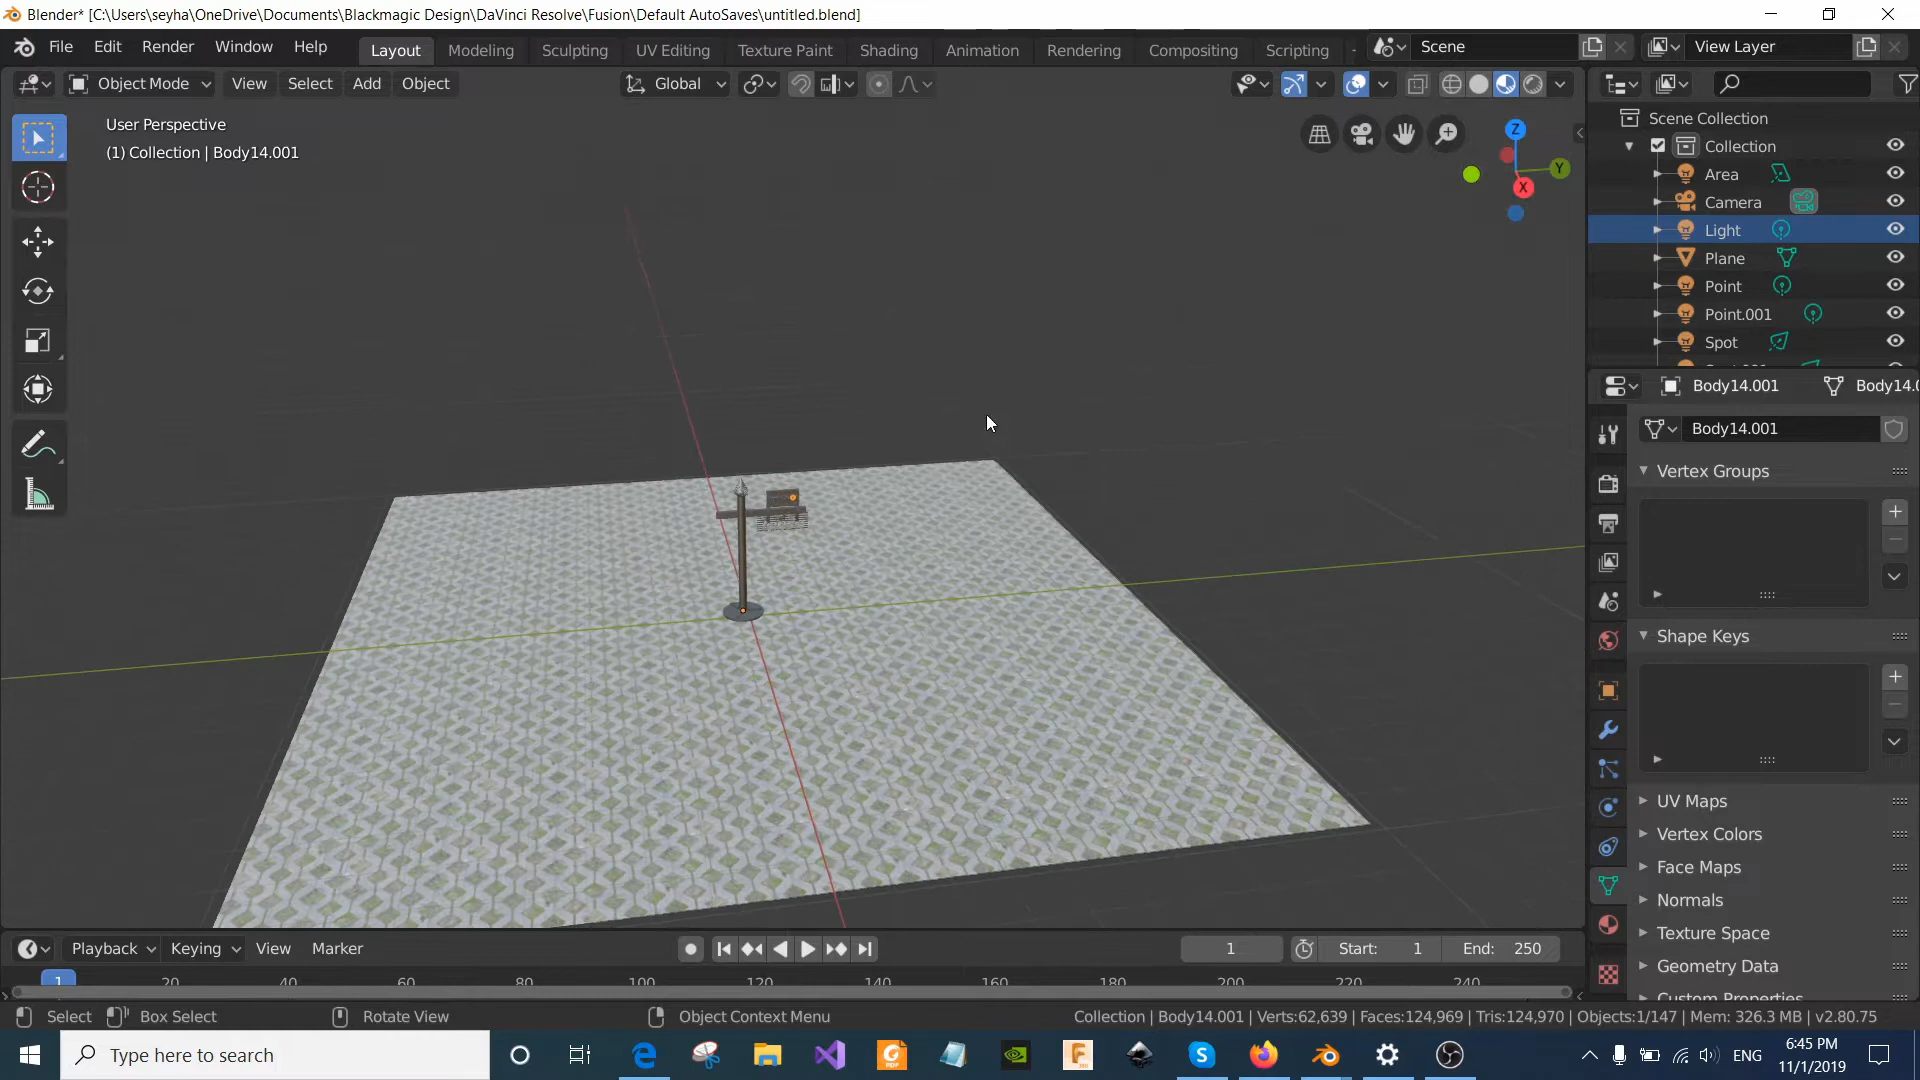 Blender* [C:\Users\seyha\OneDrive\Documents\Blackmagic Design\DaVinci Resolve\Fusion\Default AutoSaves\untitled.blend]
File Edit Render Window Help Layout Modeling Sculpting UV Editing Texture Paint Shading Animation Rendering Compositing Scripting Scene View Layer
Object Mode View Select Add Object Global
User Perspective
(1) Collection | Body14.001
Z
Y
X
Scene Collection
Collection
Area
Camera
Light
Plane
Point
Point.001
Spot
Body14.001 Body14.0
Body14.001
Vertex Groups
Shape Keys
UV Maps
Vertex Colors
Face Maps
Normals
Texture Space
Geometry Data
Custom Properties
Playback Keying View Marker 1 Start: 1 End: 250
1 20 40 60 80 100 120 140 160 180 200 220 240
Select Box Select Rotate View Object Context Menu Collection | Body14.001 | Verts:62,639 | Faces:124,969 | Tris:124,970 | Objects:1/147 | Mem: 326.3 MB | v2.80.75
Type here to search
ENG
6:45 PM
11/1/2019